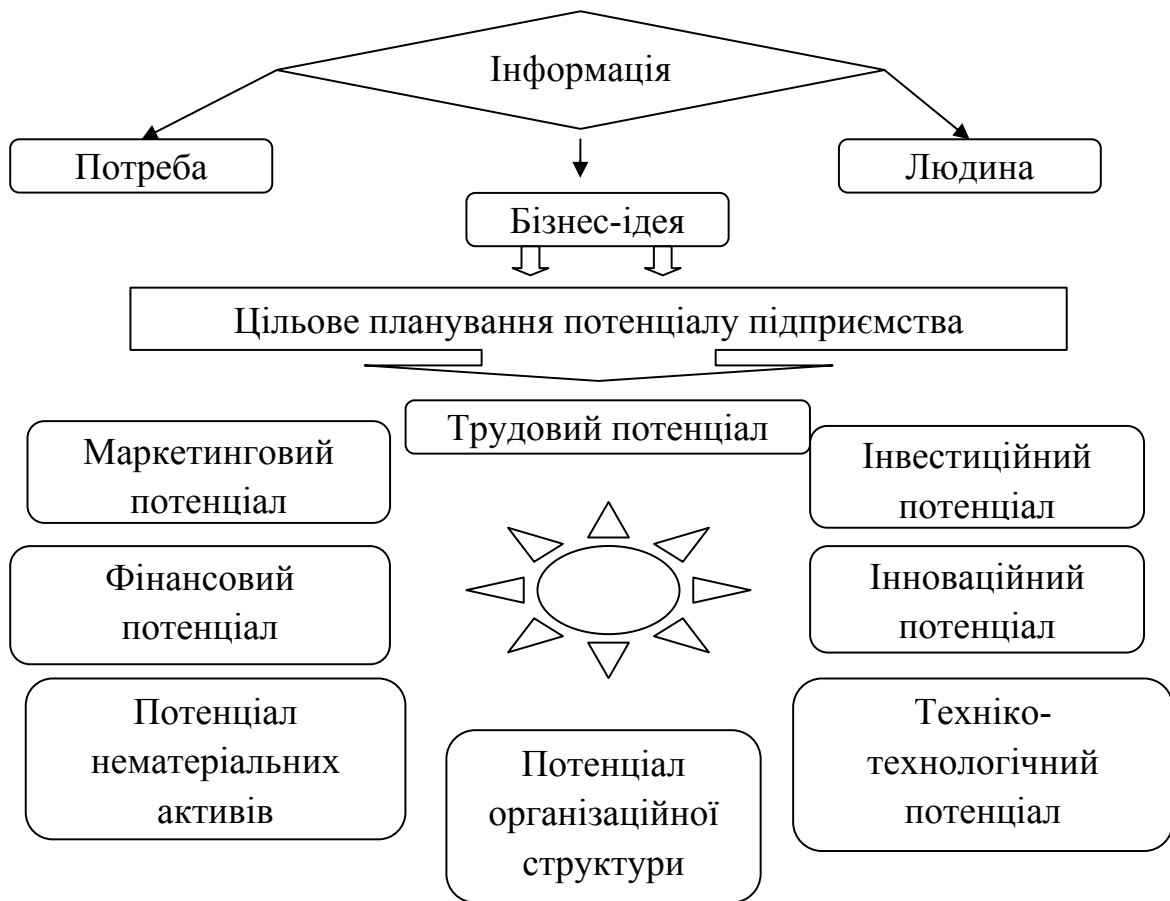 Інформація
Потреба
Людина
Бізнес-ідея
Цільове планування потенціалу підприємства
Трудовий потенціал
Маркетинговий
потенціал
Інвестиційний
потенціал
Фінансовий
потенціал
Інноваційний
потенціал
Потенціал
нематеріальних
активів
Потенціал
організаційної
структури
Техніко-
технологічний
потенціал